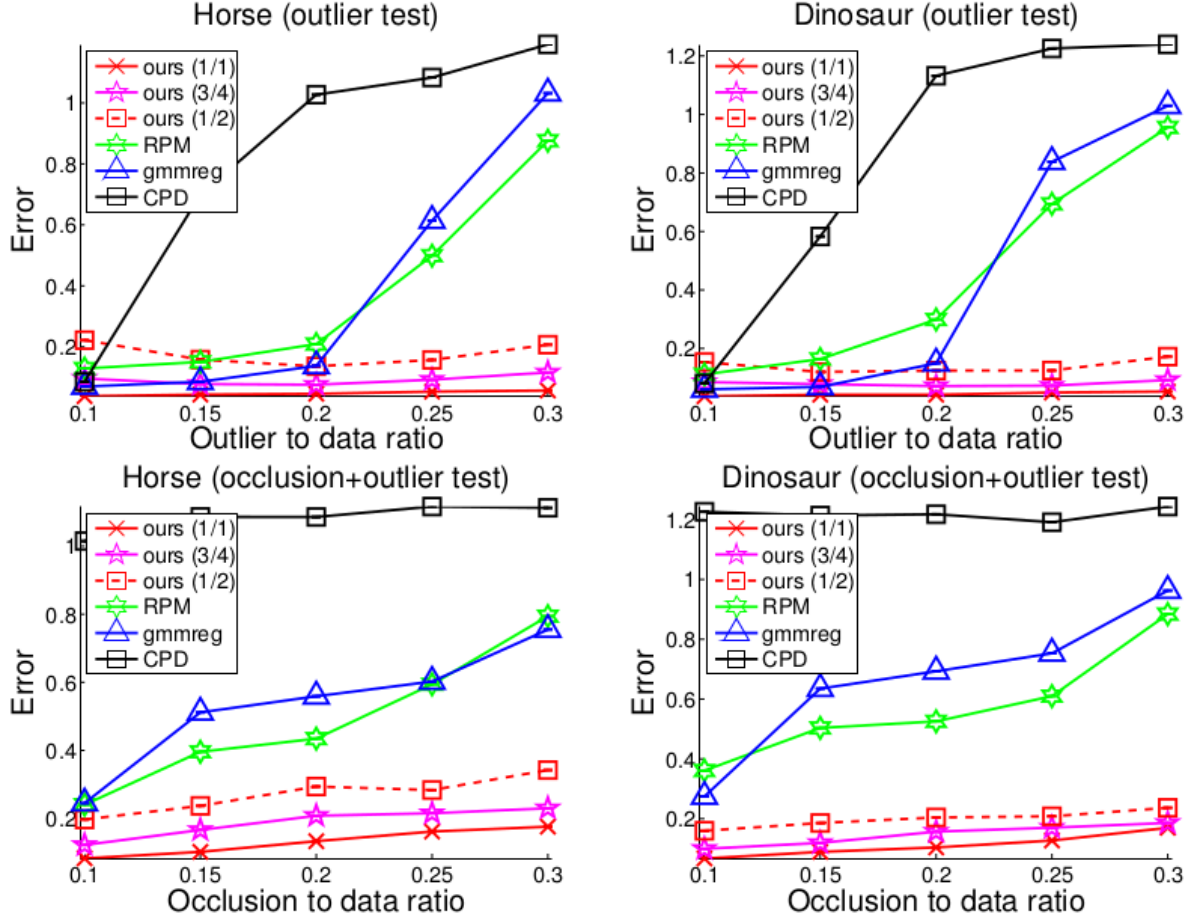 Horse (outlier test)
ours (1/1)
ours (3/4)
ours (1/2)
RPM
gmmreg
CPD
1
0.8
0.6
0.4
0.2
Error
0.1 0.15 0.2 0.25 0.3
Outlier to data ratio
Dinosaur (outlier test)
ours (1/1)
ours (3/4)
ours (1/2)
RPM
gmmreg
CPD
1.2
1
0.8
0.6
0.4
0.2
Error
0.1 0.15 0.2 0.25 0.3
Outlier to data ratio
Horse (occlusion+outlier test)
ours (1/1)
ours (3/4)
ours (1/2)
RPM
gmmreg
CPD
1
0.8
0.6
0.4
0.2
Error
0.1 0.15 0.2 0.25 0.3
Occlusion to data ratio
Dinosaur (occlusion+outlier test)
ours (1/1)
ours (3/4)
ours (1/2)
RPM
gmmreg
CPD
1.2
1
0.8
0.6
0.4
0.2
Error
0.1 0.15 0.2 0.25 0.3
Occlusion to data ratio